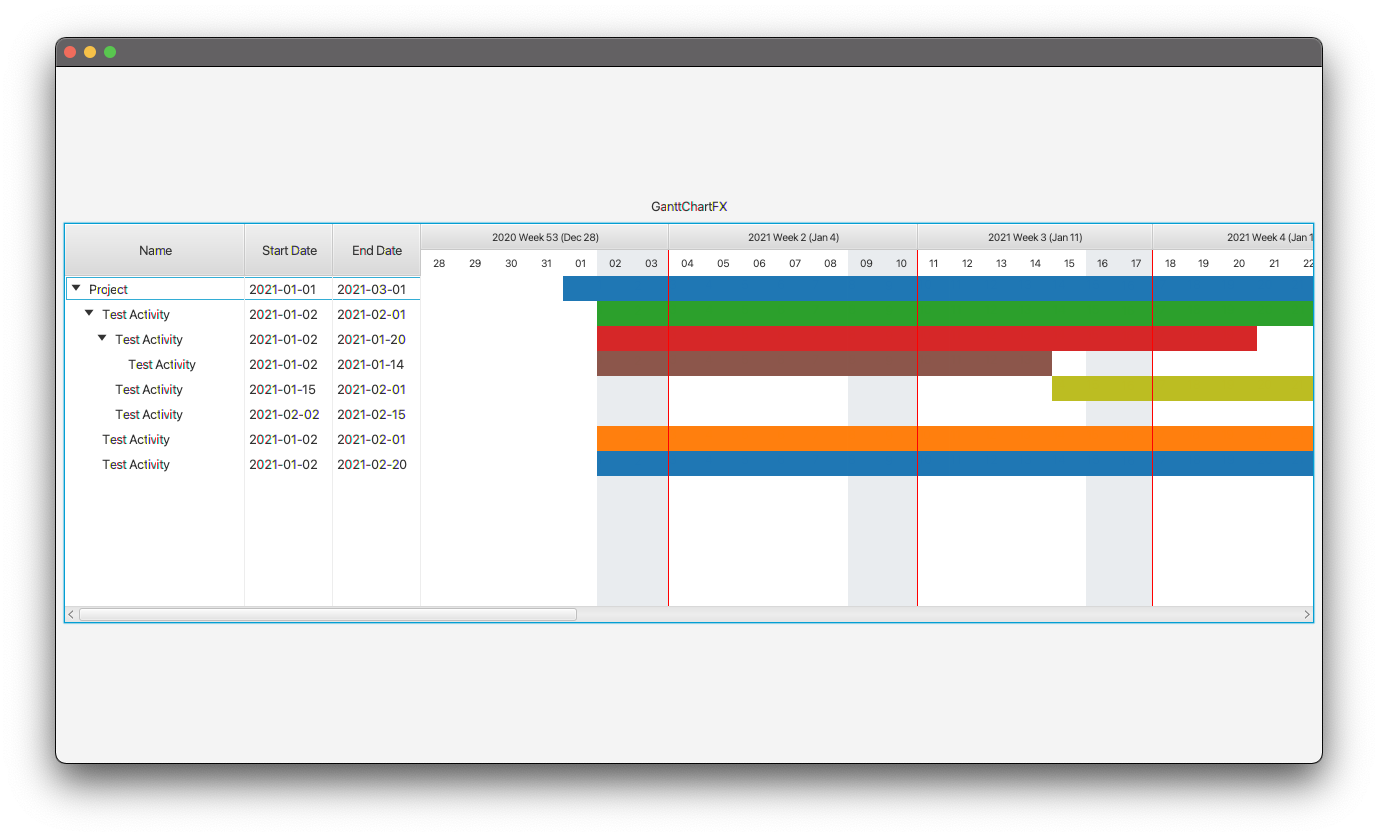 GanttChartFX
Name Start Date End Date 2020 Week 53 (Dec 28) 2021 Week 2 (Jan 4) 2021 Week 3 (Jan 11) 2021 Week 4 (Jan 1
28 29 30 31 01 02 03 04 05 06 07 08 09 10 11 12 13 14 15 16 17 18 19 20 21 22
Project 2021-01-01 2021-03-01
Test Activity 2021-01-02 2021-02-01
Test Activity 2021-01-02 2021-01-20
Test Activity 2021-01-02 2021-01-14
Test Activity 2021-01-15 2021-02-01
Test Activity 2021-02-02 2021-02-15
Test Activity 2021-01-02 2021-02-01
Test Activity 2021-01-02 2021-02-20